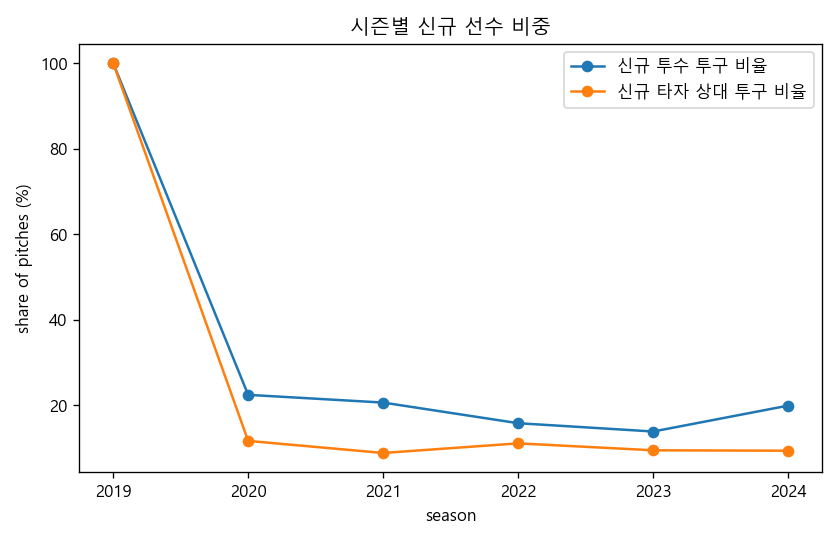 시즌별 신규 선수 비중
신규 투수 투구 비율
신규 타자 상대 투구 비율
share of pitches (%)
100
80
60
40
20
2019 2020 2021 2022 2023 2024
season